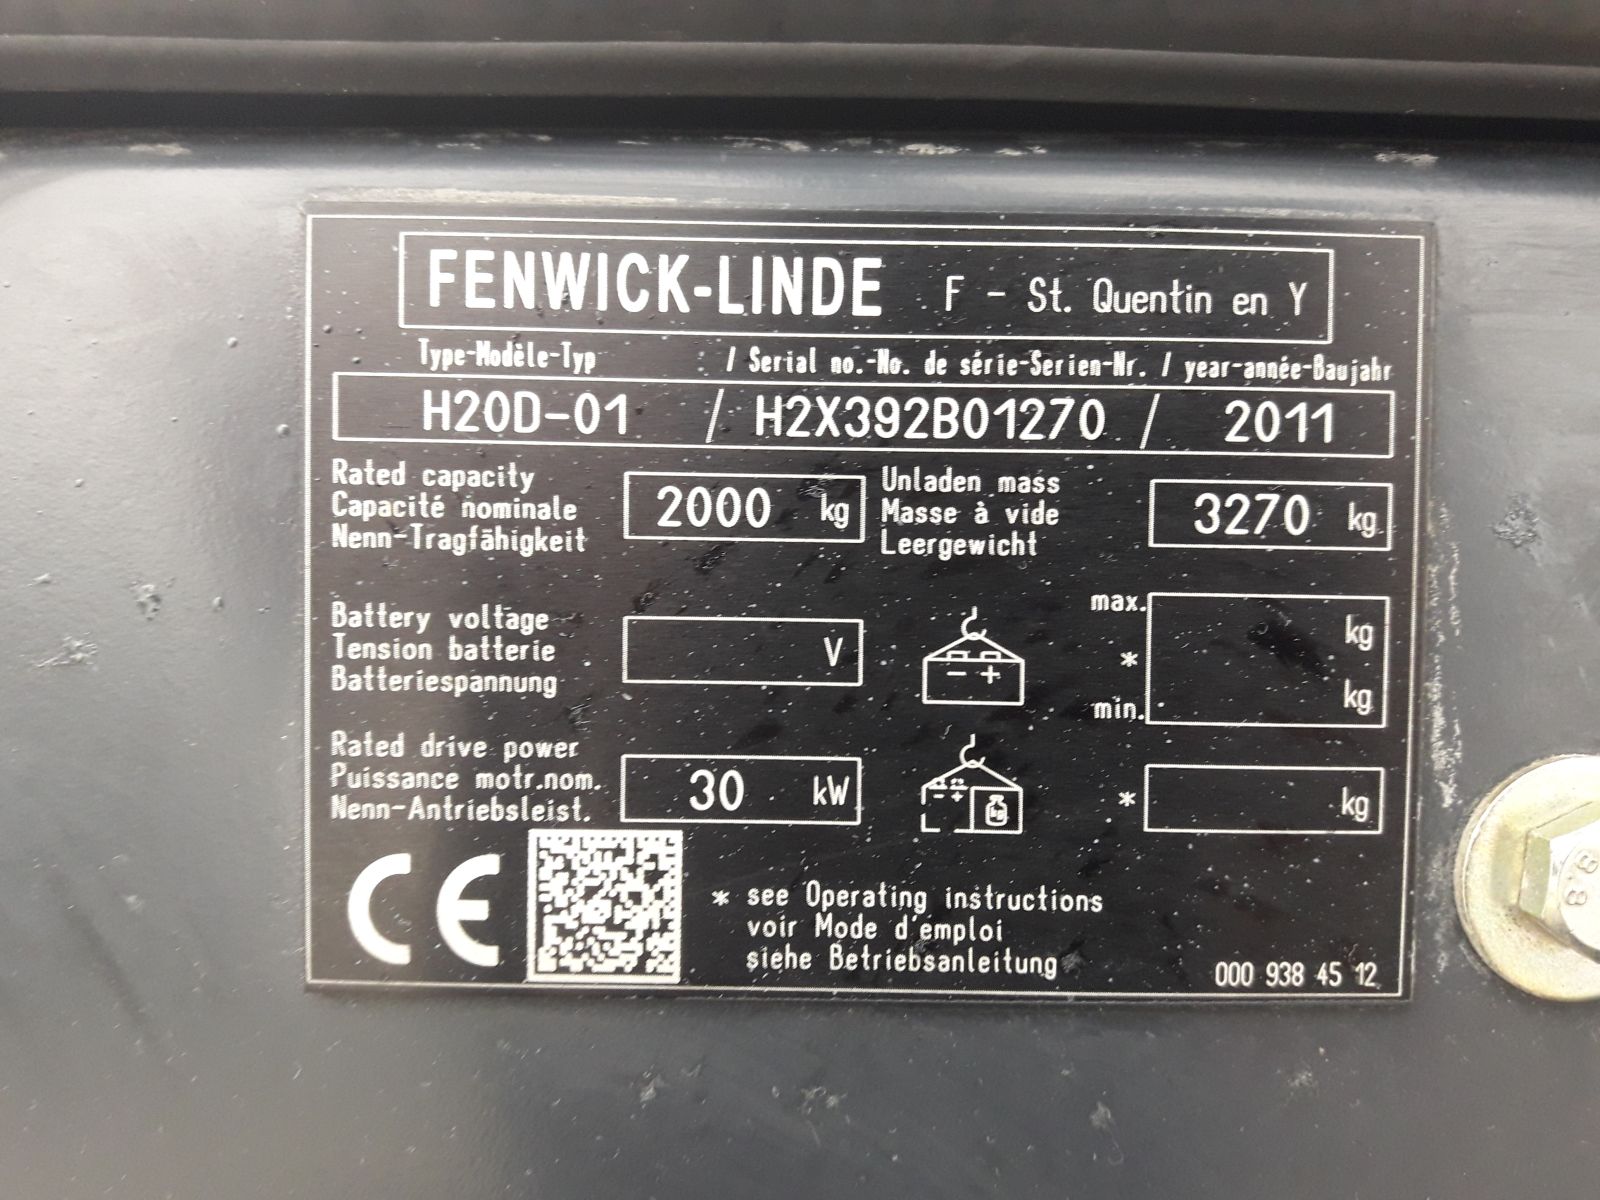 FENWICK-LINDE F - St. Quentin en Y
Type-Modèle-Typ / Serial no.-No. de série-Serien-Nr. / year-année-Baujahr
H20D-01 / H2X392B01270 / 2011
Rated capacity
Capacité nominale
Nenn-Tragfähigkeit
2000 kg
Unladen mass
Masse à vide
Leergewicht
3270 kg
Battery voltage
Tension batterie
Batteriespannung
V
- +
max. kg
*
min. kg
Rated drive power
Puissance motr.nom.
Nenn-Antriebsleist.
30 kW
- +
kg
* kg
CE
* see Operating instructions
voir Mode d'emploi
siehe Betriebsanleitung
000 938 45 12
8.8